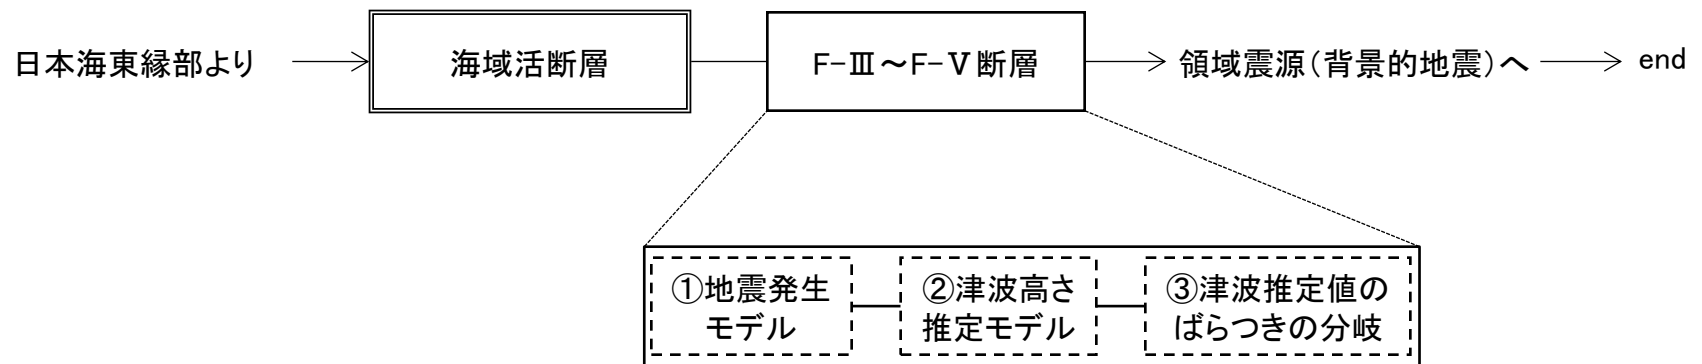 日本海東縁部より
海域活断層
F-Ⅲ～F-Ⅴ断層
領域震源(背景的地震)へ
end
①地震発生
モデル
②津波高さ
推定モデル
③津波推定値の
ばらつきの分岐